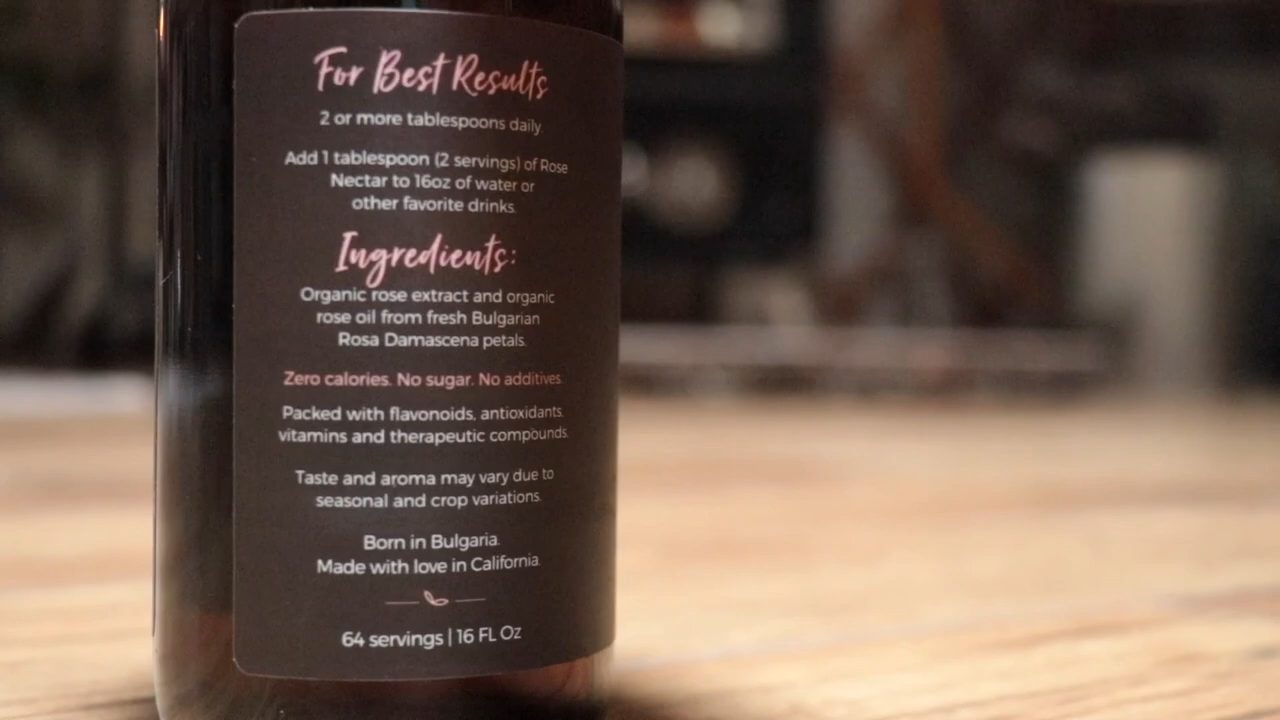 For Best Results
2 or more tablespoons daily.
Add 1 tablespoon (2 servings) of Rose
Nectar to 16oz of water or
other favorite drinks.
Ingredients:
Organic rose extract and organic
rose oil from fresh Bulgarian
Rosa Damascena petals.
Zero calories. No sugar. No additives.
Packed with flavonoids, antioxidants,
vitamins and therapeutic compounds.
Taste and aroma may vary due to
seasonal and crop variations.
Born in Bulgaria.
Made with love in California.
64 servings | 16 FL Oz